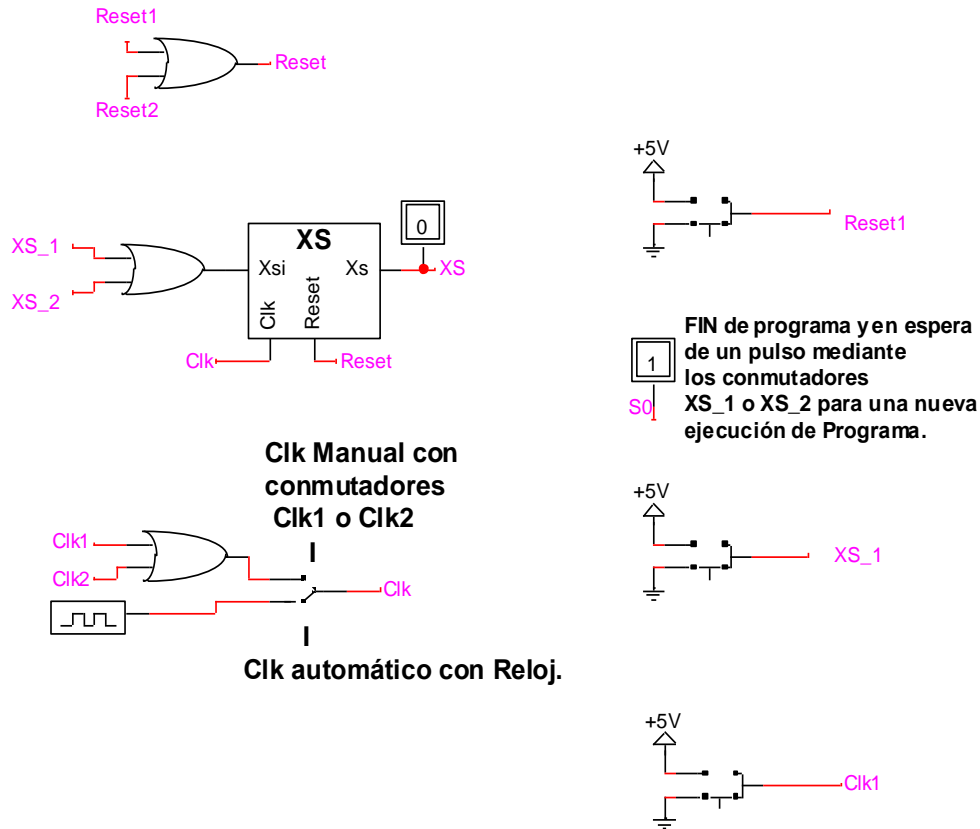 Reset1
Reset
Reset2
+5V
Reset1
0
XS
XS_1
Xsi
Xs
XS
XS_2
Clk
Reset
Clk
Reset
FIN de programa y en espera
1
de un pulso mediante
los conmutadores
S0
XS_1 o XS_2 para una nueva
ejecución de Programa.
Clk Manual con
conmutadores
Clk1 o Clk2
+5V
XS_1
Clk1
Clk2
Clk
Clk automático con Reloj.
+5V
Clk1